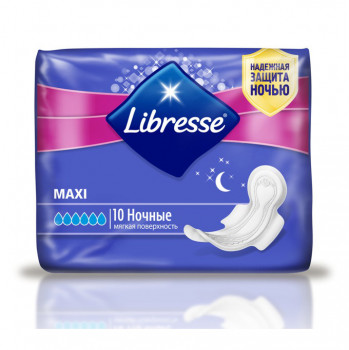 НАДЕЖНАЯ
ЗАЩИТА
НОЧЬЮ
Libresse®
MAXI
10 Ночные
мягкая поверхность